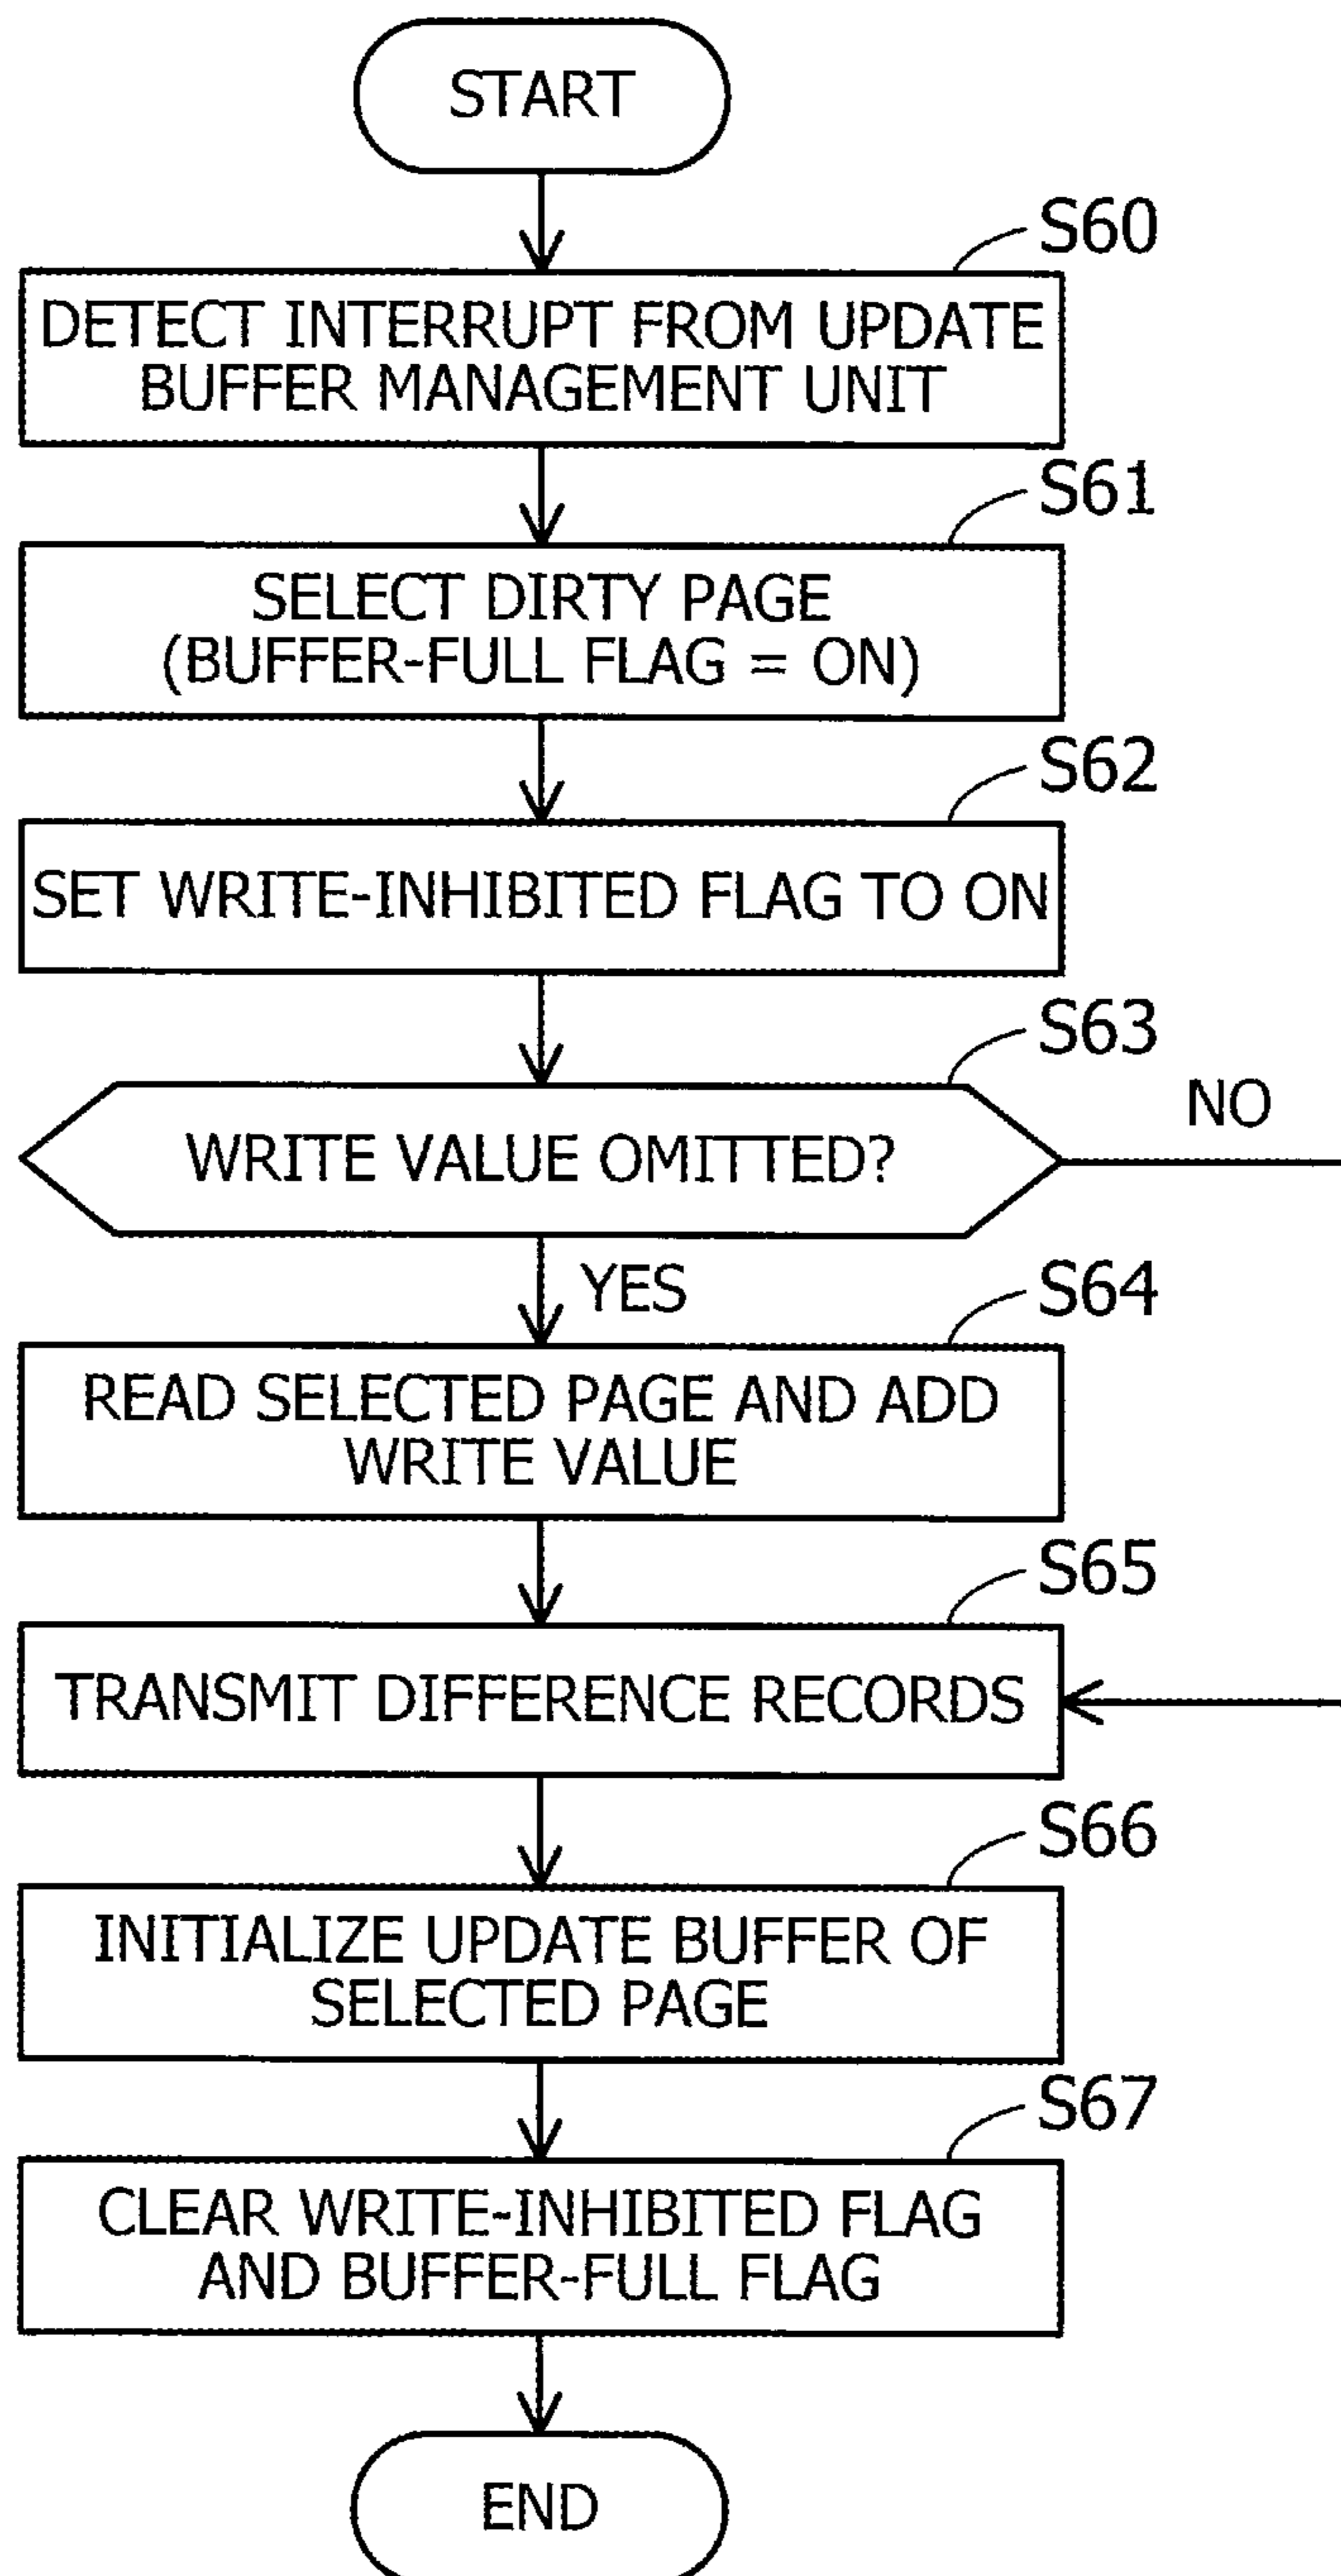 START
S60
DETECT INTERRUPT FROM UPDATE
BUFFER MANAGEMENT UNIT
S61
SELECT DIRTY PAGE
(BUFFER-FULL FLAG = ON)
S62
SET WRITE-INHIBITED FLAG TO ON
S63
WRITE VALUE OMITTED?
NO
YES
S64
READ SELECTED PAGE AND ADD
WRITE VALUE
S65
TRANSMIT DIFFERENCE RECORDS
S66
INITIALIZE UPDATE BUFFER OF
SELECTED PAGE
S67
CLEAR WRITE-INHIBITED FLAG
AND BUFFER-FULL FLAG
END